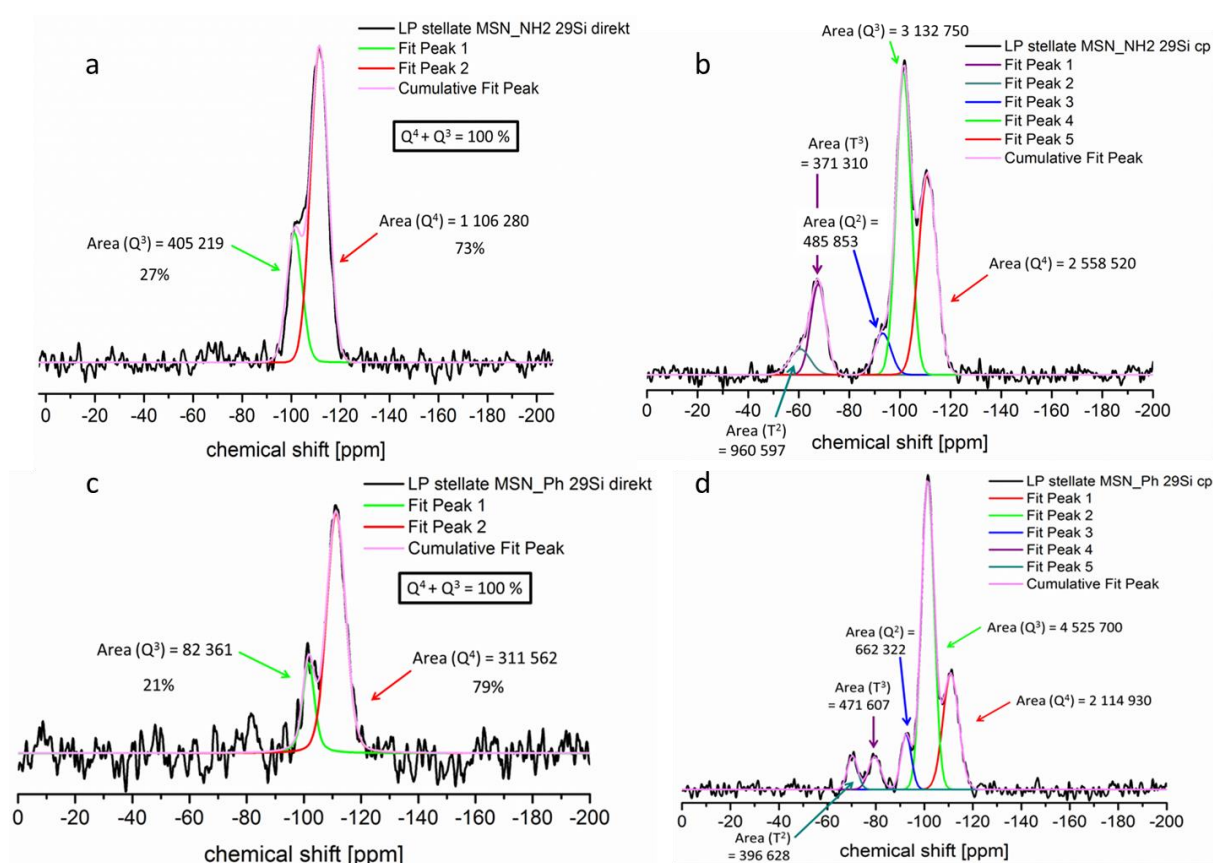 a
LP stellate MSN_NH2 29Si direkt
Fit Peak 1
Fit Peak 2
Cumulative Fit Peak
Q⁴ + Q³ = 100 %
Area (Q³) = 405 219
27%
Area (Q⁴) = 1 106 280
73%
0 -20 -40 -60 -80 -100 -120 -140 -160 -180 -200
chemical shift [ppm]
b
Area (Q³) = 3 132 750
LP stellate MSN_NH2 29Si cp
Fit Peak 1
Fit Peak 2
Fit Peak 3
Fit Peak 4
Fit Peak 5
Cumulative Fit Peak
Area (T³)
= 371 310
Area (Q²) =
485 853
Area (Q⁴) = 2 558 520
0 -20 -40 -60 -80 -100 -120 -140 -160 -180 -200
Area (T²)
= 960 597
chemical shift [ppm]
c
LP stellate MSN_Ph 29Si direkt
Fit Peak 1
Fit Peak 2
Cumulative Fit Peak
Q⁴ + Q³ = 100 %
Area (Q³) = 82 361
21%
Area (Q⁴) = 311 562
79%
0 -20 -40 -60 -80 -100 -120 -140 -160 -180 -200
chemical shift [ppm]
d
LP stellate MSN_Ph 29Si cp
Fit Peak 1
Fit Peak 2
Fit Peak 3
Fit Peak 4
Fit Peak 5
Cumulative Fit Peak
Area (Q²) =
662 322
Area (Q³) = 4 525 700
Area (T³)
= 471 607
Area (Q⁴) = 2 114 930
0 -20 -40 -60 -80 -100 -120 -140 -160 -180 -200
Area (T²)
= 396 628
chemical shift [ppm]